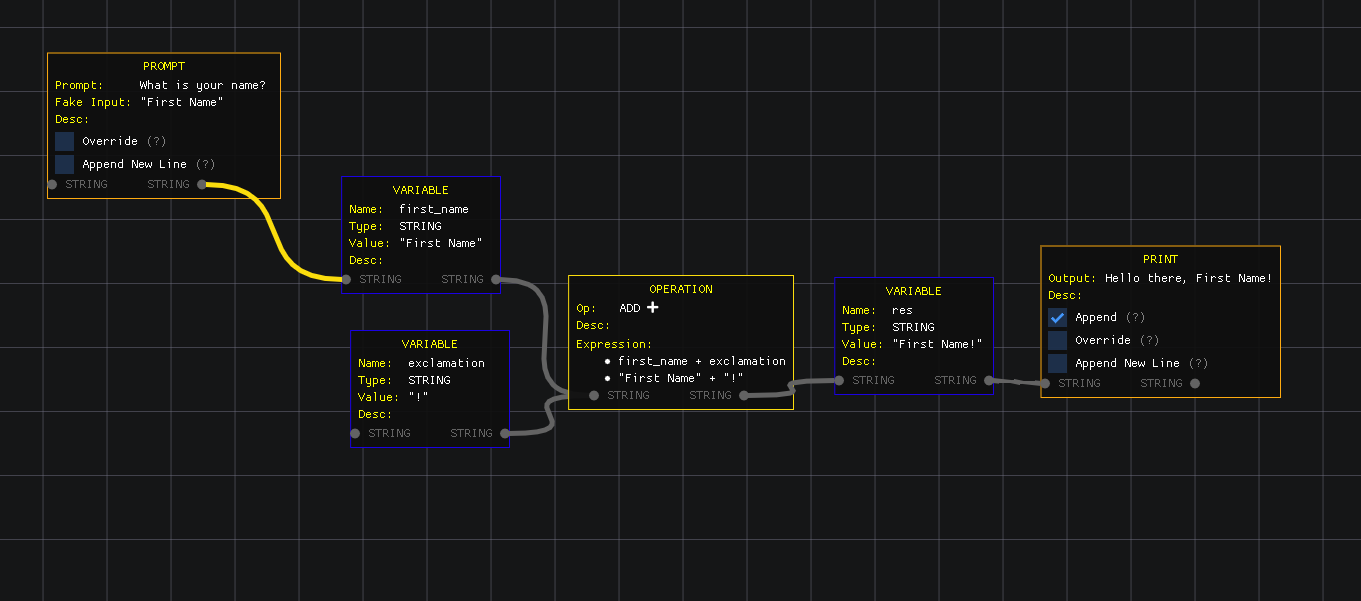 PROMPT
Prompt: What is your name?
Fake Input: "First Name"
Desc:
Override (?)
Append New Line (?)
STRING STRING
VARIABLE
Name: first_name
Type: STRING
Value: "First Name"
Desc:
STRING STRING
VARIABLE
Name: exclamation
Type: STRING
Value: "!"
Desc:
STRING STRING
OPERATION
Op: ADD +
Desc:
Expression:
• first_name + exclamation
• "First Name" + "!"
STRING STRING
VARIABLE
Name: res
Type: STRING
Value: "First Name!"
Desc:
STRING STRING
PRINT
Output: Hello there, First Name!
Desc:
Append (?)
Override (?)
Append New Line (?)
STRING STRING